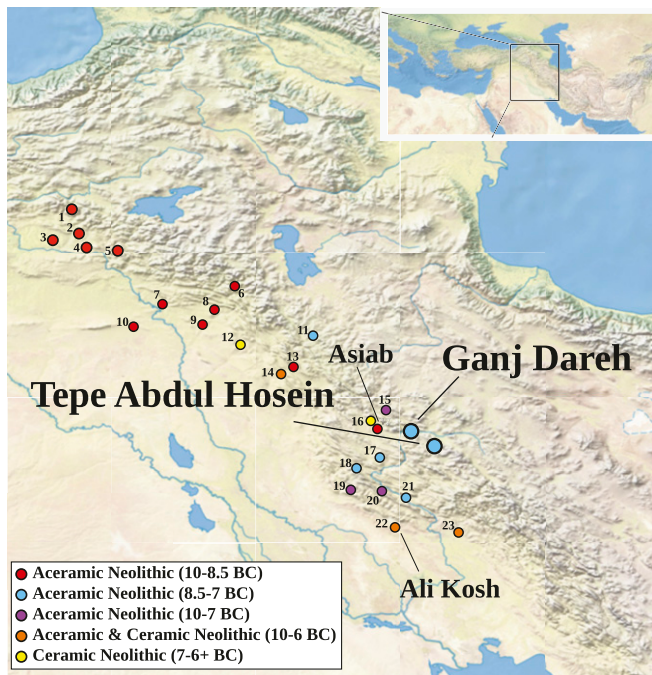 1
2
3
4
5
6
7
8
9
10
11
12
13
14
Asiab
Ganj Dareh
Tepe Abdul Hosein
15
16
17
18
19
20
21
22
23
Ali Kosh
Aceramic Neolithic (10-8.5 BC)
Aceramic Neolithic (8.5-7 BC)
Aceramic Neolithic (10-7 BC)
Aceramic & Ceramic Neolithic (10-6 BC)
Ceramic Neolithic (7-6+ BC)